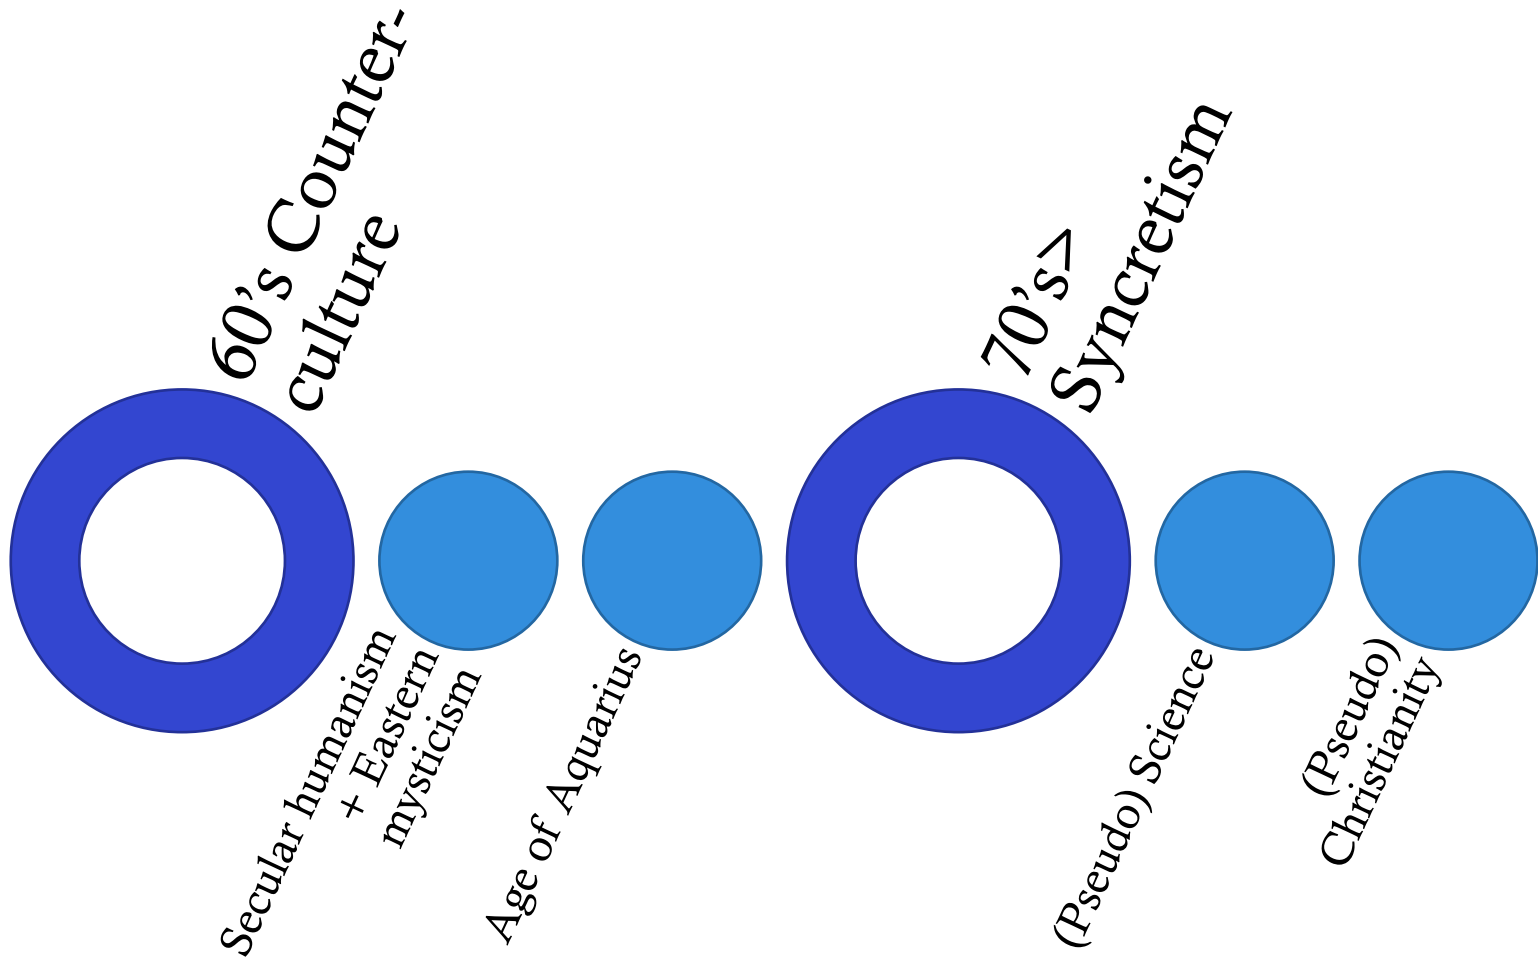 60’s Counter-
culture
Secular humanism
+ Eastern
mysticism
Age of Aquarius
70’s>
Syncretism
(Pseudo) Science
(Pseudo)
Christianity